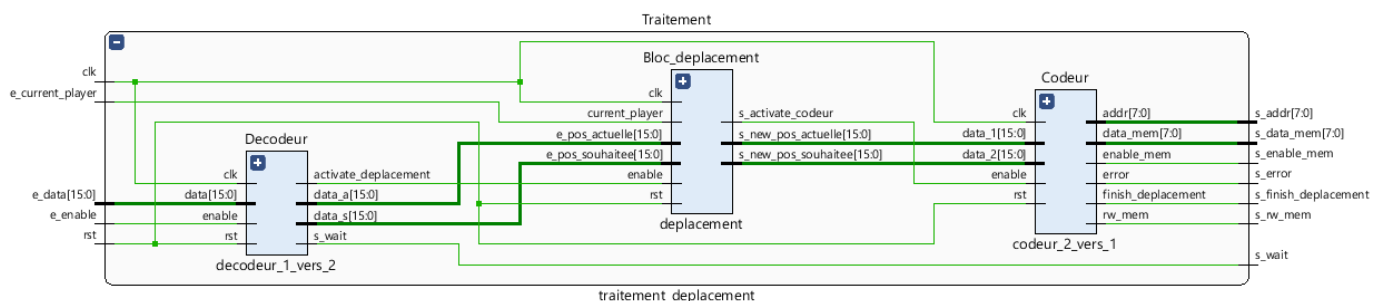 Traitement
clk
e_current_player
e_data[15:0]
e_enable
rst
Decodeur
clk
data[15:0]
enable
rst
activate_deplacement
data_a[15:0]
data_s[15:0]
s_wait
decodeur_1_vers_2
Bloc_deplacement
clk
current_player
e_pos_actuelle[15:0]
e_pos_souhaitee[15:0]
enable
rst
s_activate_codeur
s_new_pos_actuelle[15:0]
s_new_pos_souhaitee[15:0]
deplacement
Codeur
clk
data_1[15:0]
data_2[15:0]
enable
rst
addr[7:0]
data_mem[7:0]
enable_mem
error
finish_deplacement
rw_mem
codeur_2_vers_1
s_addr[7:0]
s_data_mem[7:0]
s_enable_mem
s_error
s_finish_deplacement
s_rw_mem
s_wait
traitement_deplacement